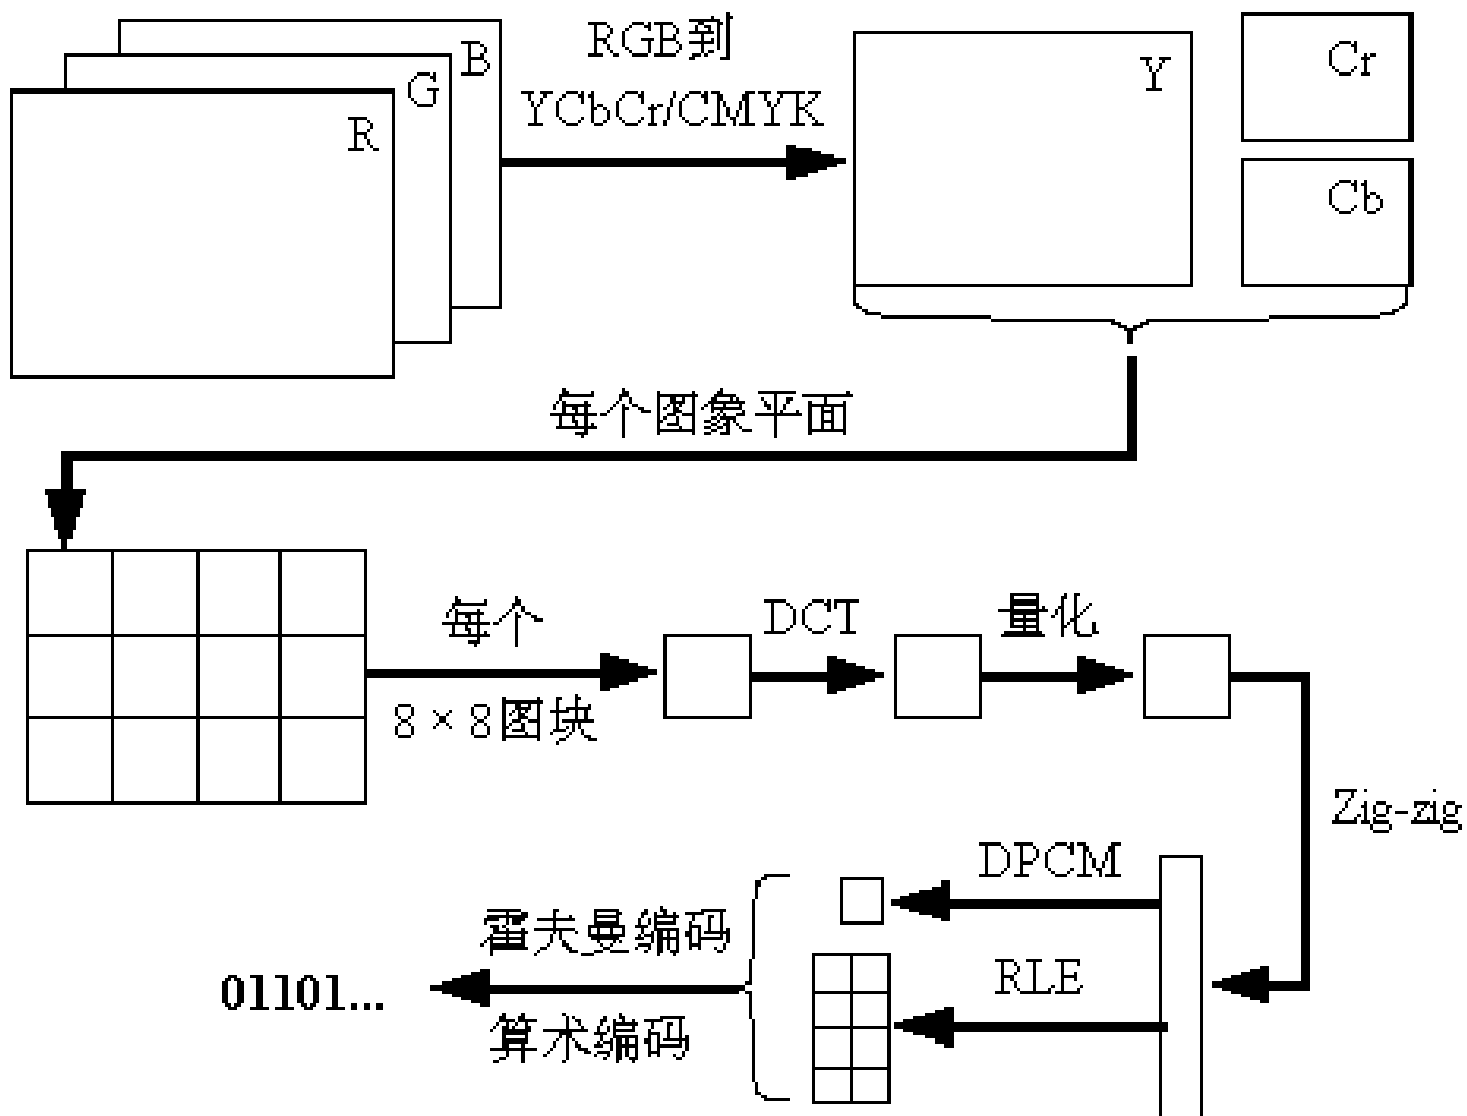 B
G
R
RGB到
YCbCr/CMYK
Y
Cr
Cb
每个图象平面
每个
8×8图块
DCT
量化
Zig-zig
DPCM
RLE
霍夫曼编码
算术编码
01101...